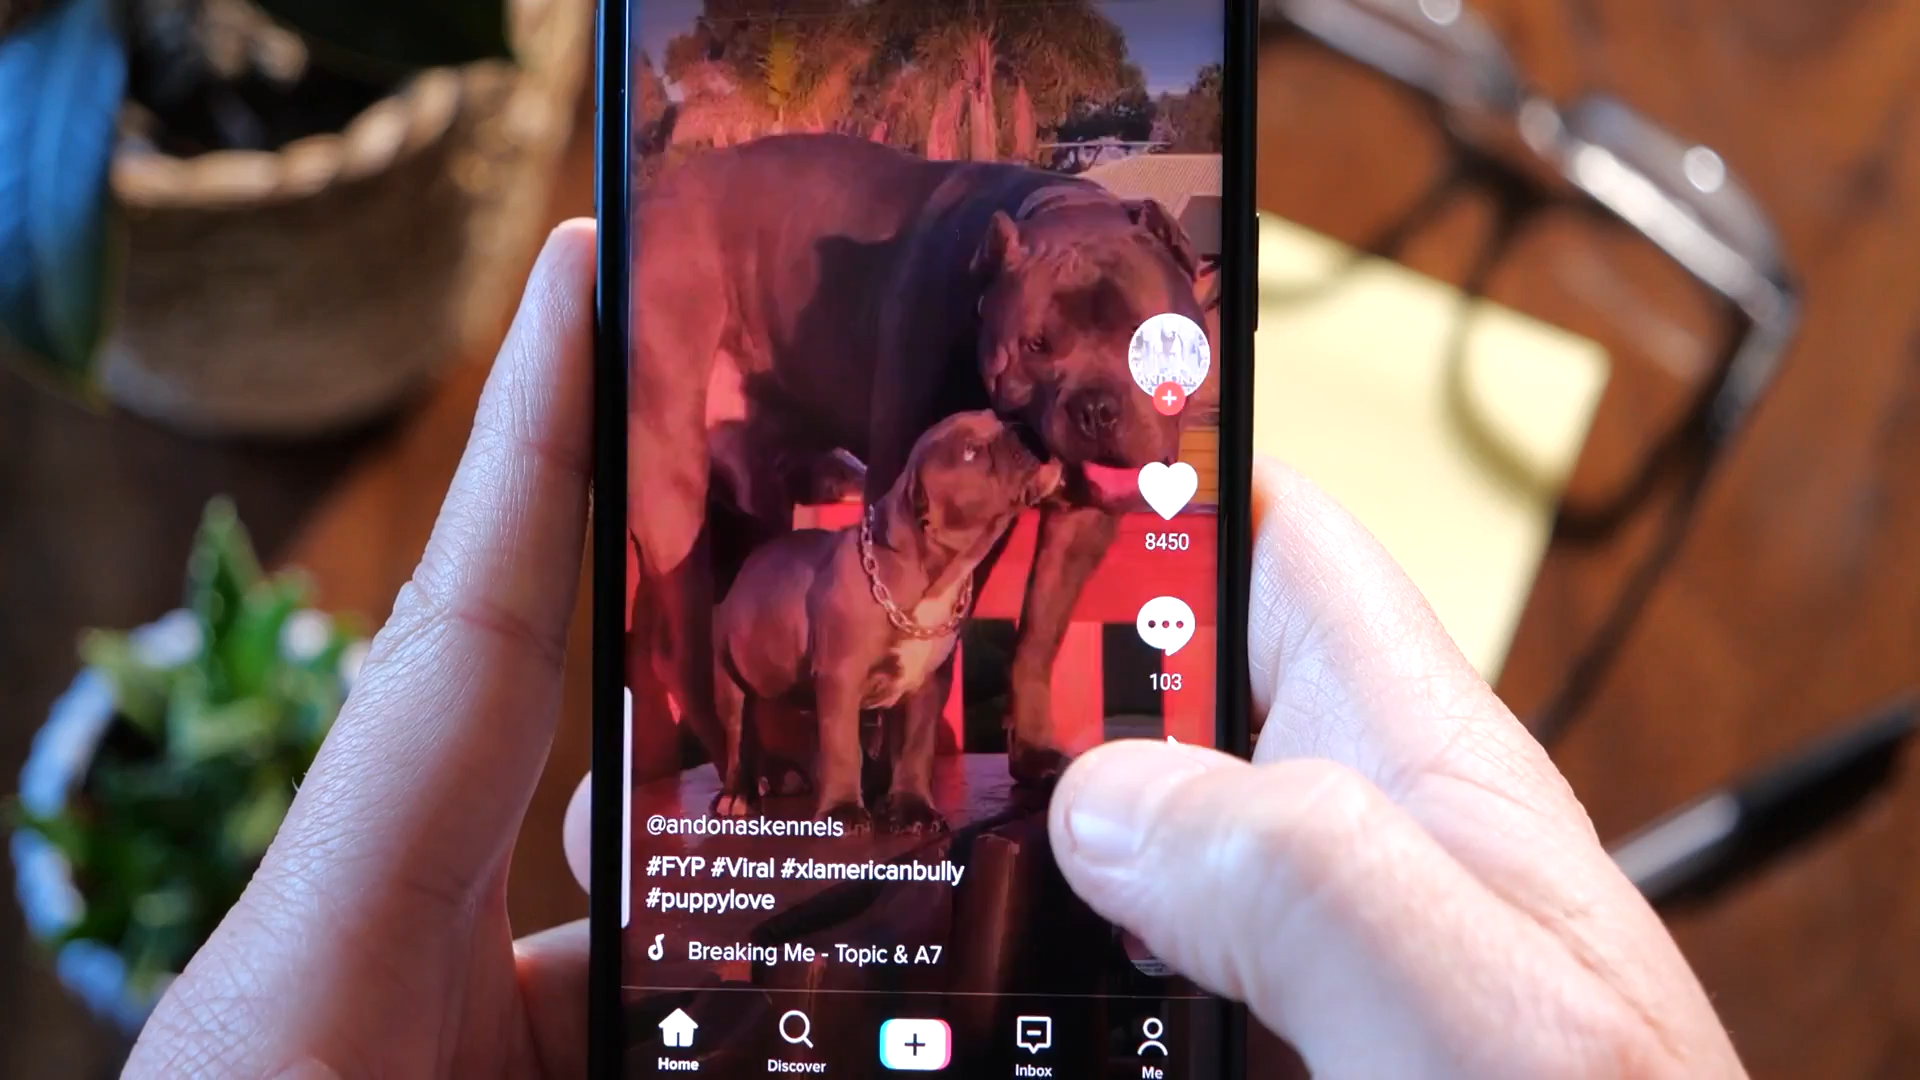 8450
103
@andonaskennels
#FYP #Viral #xlamericanbully
#puppylove
Breaking Me - Topic & A7
Home
Discover
Inbox
Me